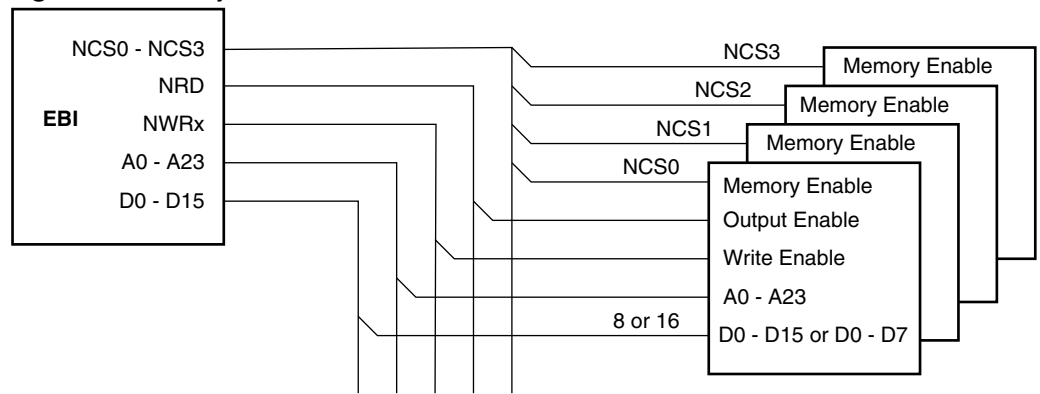 NCS0 - NCS3
NRD
EBI
NWRx
A0 - A23
D0 - D15
NCS3
Memory Enable
NCS2
Memory Enable
NCS1
Memory Enable
NCS0
Memory Enable
Output Enable
Write Enable
A0 - A23
8 or 16
D0 - D15 or D0 - D7